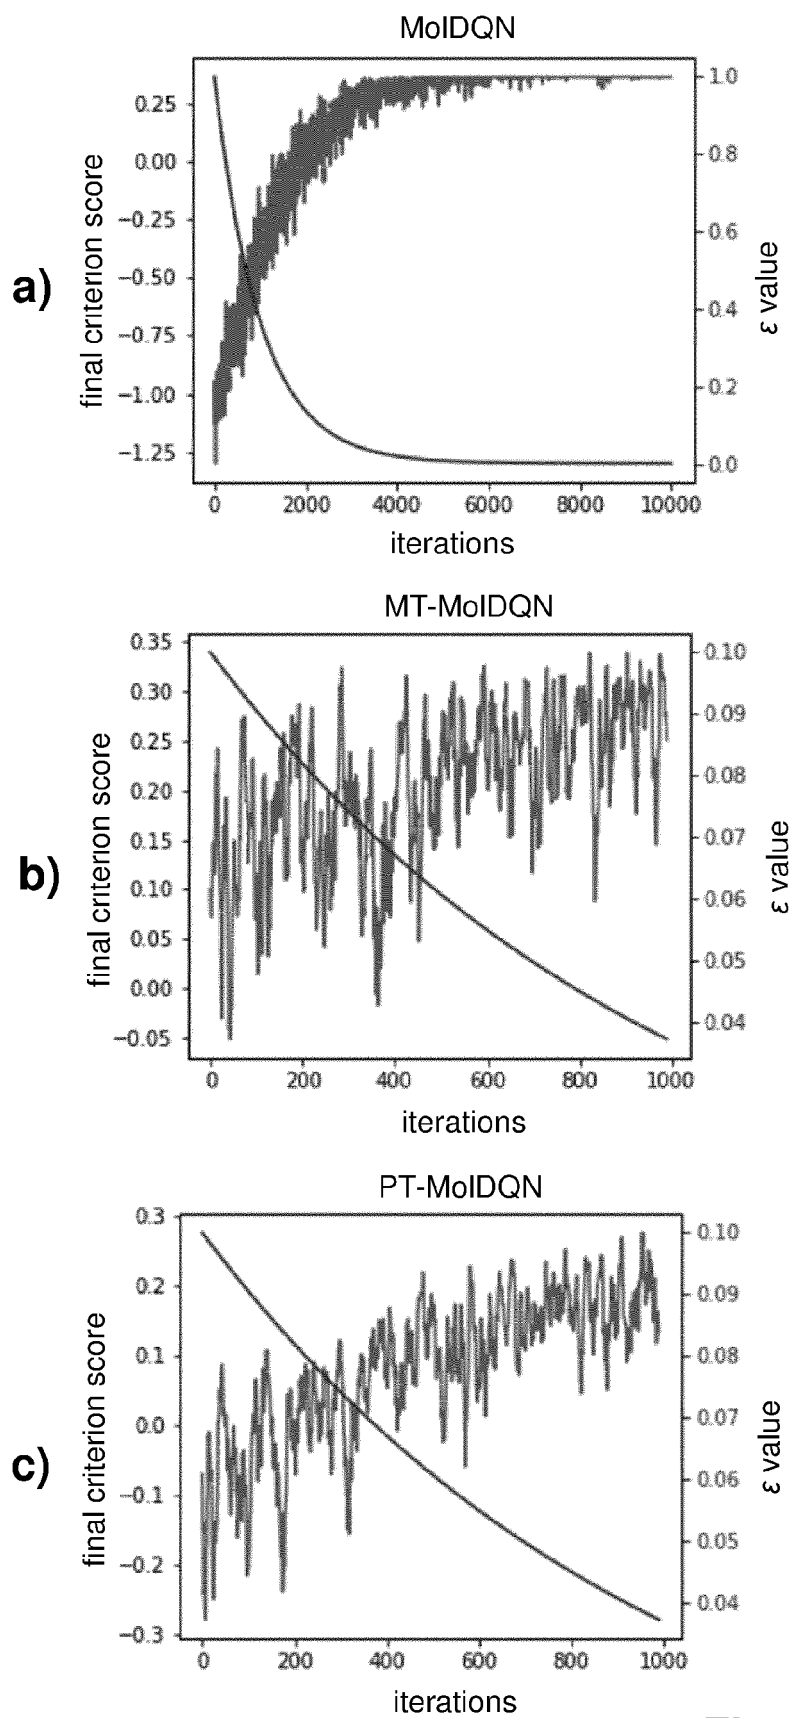 MolDQN
a)
final criterion score
0.25
0.00
−0.25
−0.50
−0.75
−1.00
−1.25
1.0
0.8
0.6
0.4
0.2
0.0
ε value
0 2000 4000 6000 8000 10000
iterations
MT-MolDQN
b)
final criterion score
0.35
0.30
0.25
0.20
0.15
0.10
0.05
0.00
−0.05
0.10
0.09
0.08
0.07
0.06
0.05
0.04
ε value
0 200 400 600 800 1000
iterations
PT-MolDQN
c)
final criterion score
0.3
0.2
0.1
0.0
−0.1
−0.2
−0.3
0.10
0.09
0.08
0.07
0.06
0.05
0.04
ε value
0 200 400 600 800 1000
iterations